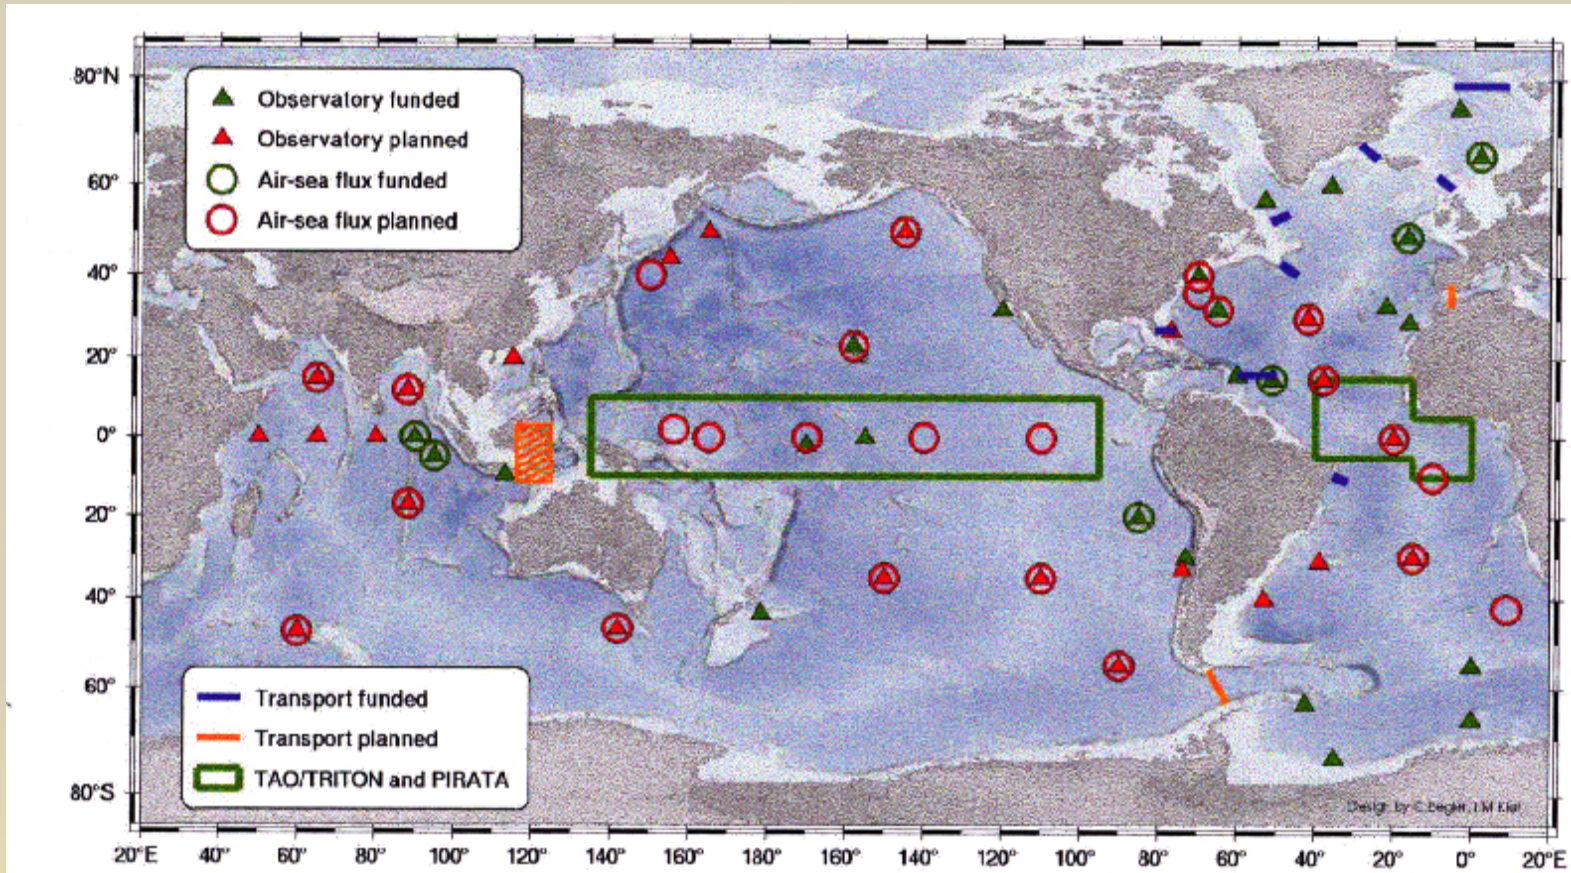 80°N
60°
40°
20°
0°
20°
40°
60°
80°S
Observatory funded
Observatory planned
Air-sea flux funded
Air-sea flux planned
Transport funded
Transport planned
TAO/TRITON and PIRATA
Design by
20°E 40° 60° 80° 100° 120° 140° 160° 180° 160° 140° 120° 100° 80° 60° 40° 20° 0° 20°E